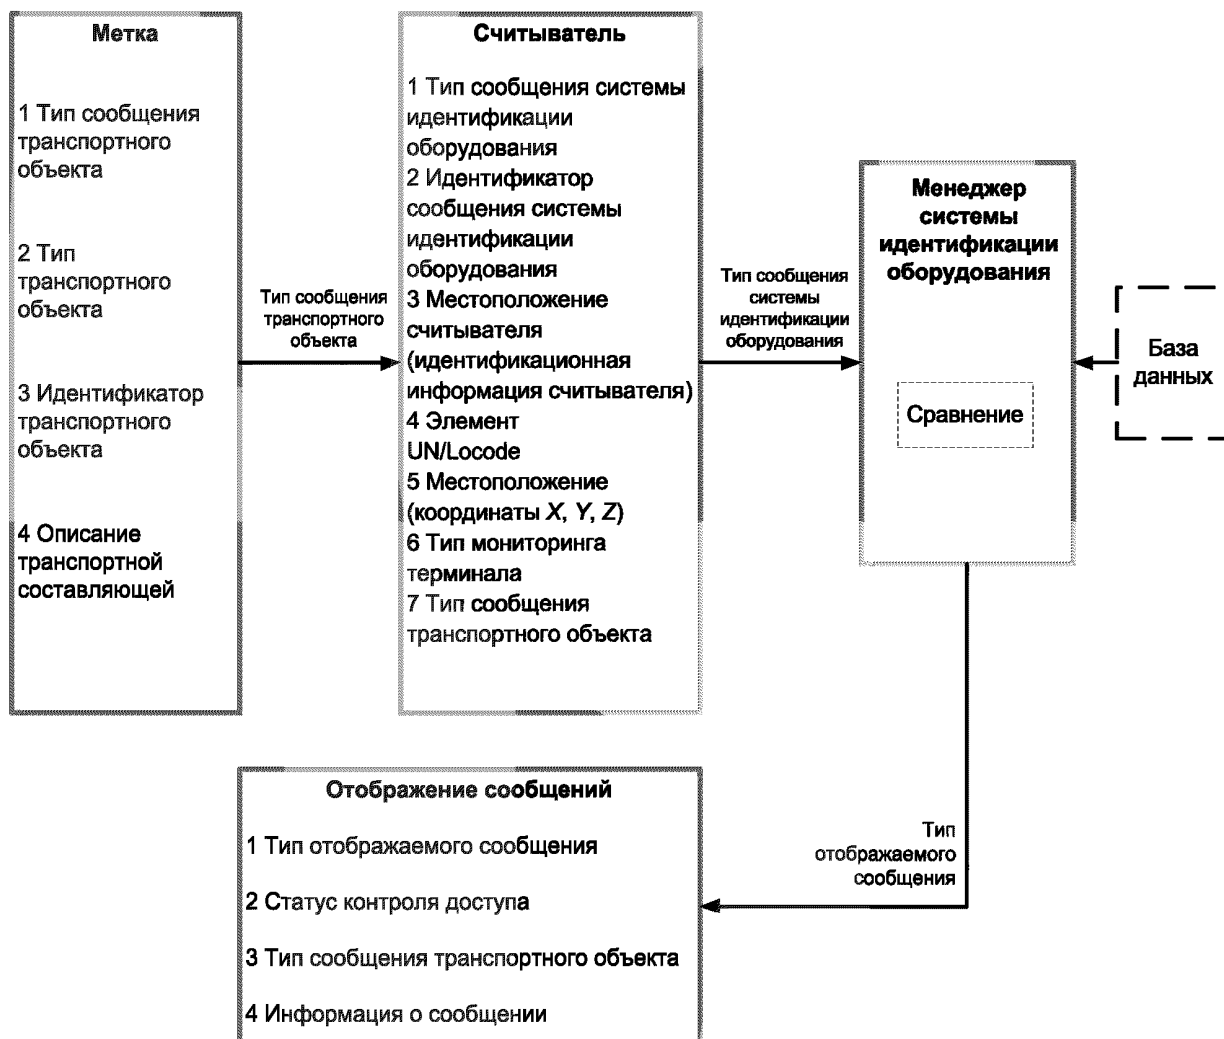 Метка
1 Тип сообщения
транспортного
объекта
2 Тип
транспортного
объекта
3 Идентификатор
транспортного
объекта
4 Описание
транспортной
составляющей
Тип сообщения
транспортного
объекта
Считыватель
1 Тип сообщения системы
идентификации
оборудования
2 Идентификатор
сообщения системы
идентификации
оборудования
3 Местоположение
считывателя
(идентификационная
информация считывателя)
4 Элемент
UN/Locode
5 Местоположение
(координаты X, Y, Z)
6 Тип мониторинга
терминала
7 Тип сообщения
транспортного объекта
Тип сообщения
системы
идентификации
оборудования
Менеджер
системы
идентификации
оборудования
Сравнение
База
данных
Тип
отображаемого
сообщения
Отображение сообщений
1 Тип отображаемого сообщения
2 Статус контроля доступа
3 Тип сообщения транспортного объекта
4 Информация о сообщении